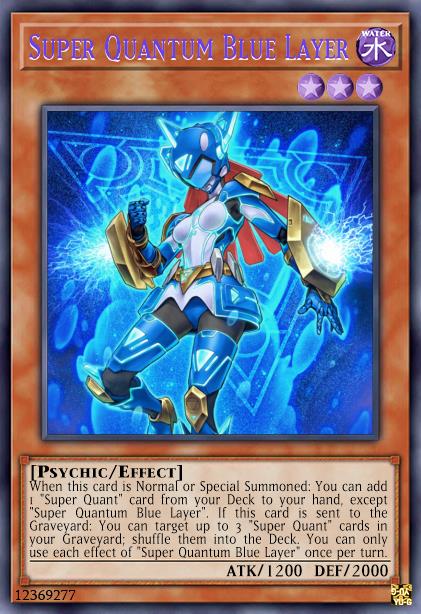 Super Quantum Blue Layer
WATER
水
[Psychic/Effect]
When this card is Normal or Special Summoned: You can add
1 "Super Quant" card from your Deck to your hand, except
"Super Quantum Blue Layer". If this card is sent to the
Graveyard: You can target up to 3 "Super Quant" cards in
your Graveyard; shuffle them into the Deck. You can only
use each effect of "Super Quantum Blue Layer" once per turn.
ATK/1200 DEF/2000
12369277